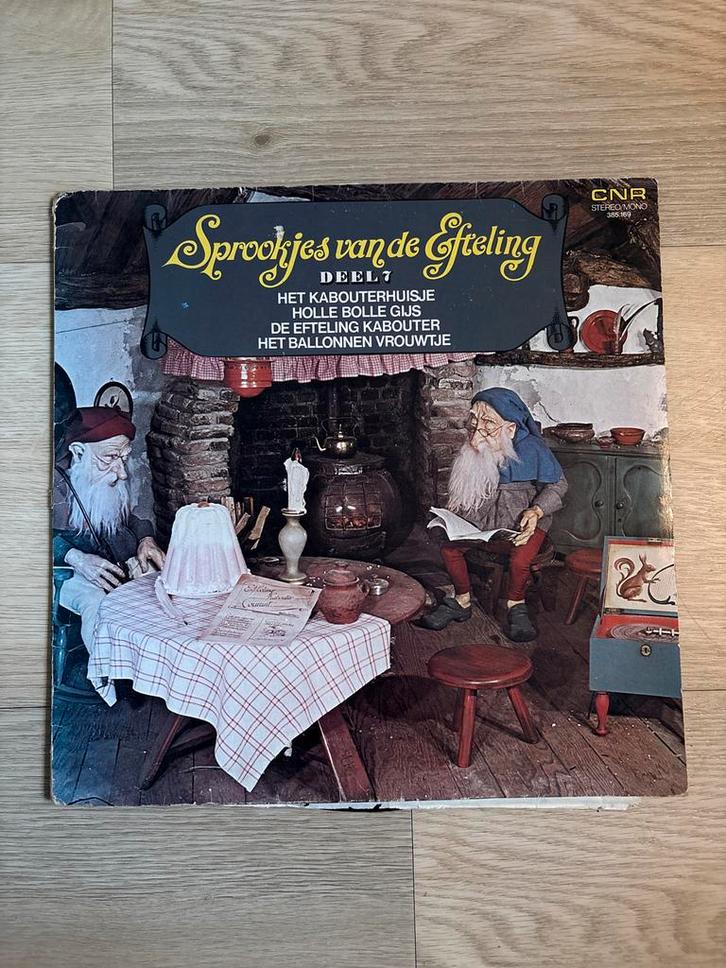 CNR
STEREO/MONO
385.169
Sprookjes van de Efteling
DEEL 7
HET KABOUTERHUISJE
HOLLE BOLLE GIJS
DE EFTELING KABOUTER
HET BALLONNEN VROUWTJE
Courant